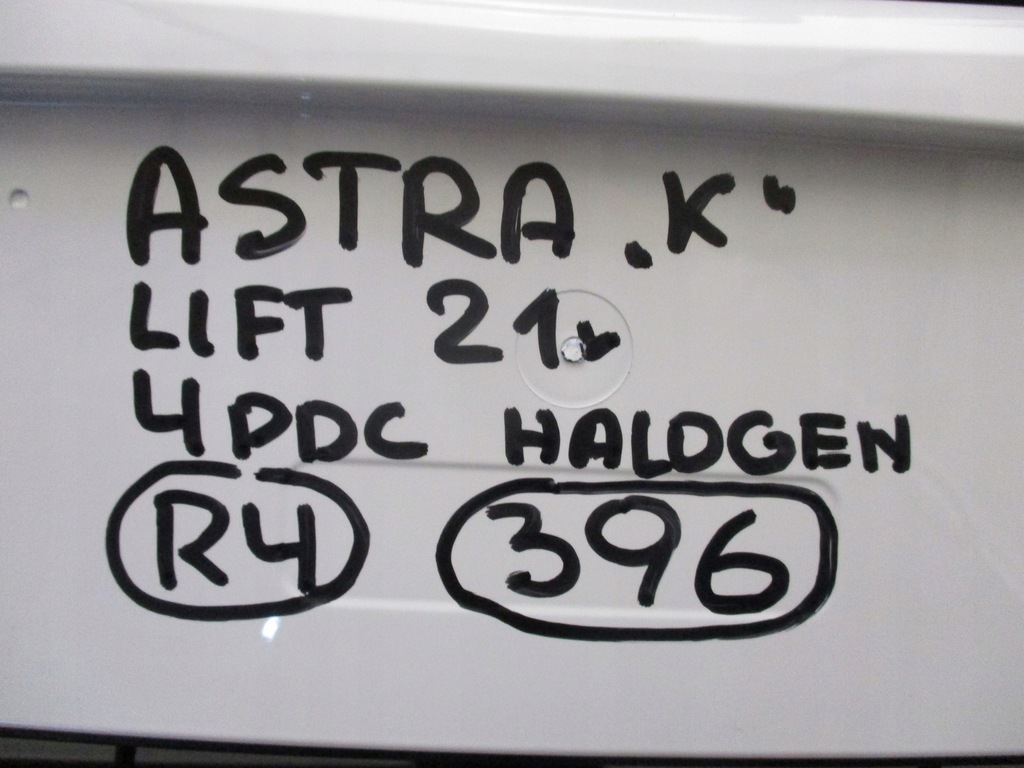 ASTRA „K"
LIFT 21r
4PDC HALOGEN
R4 396